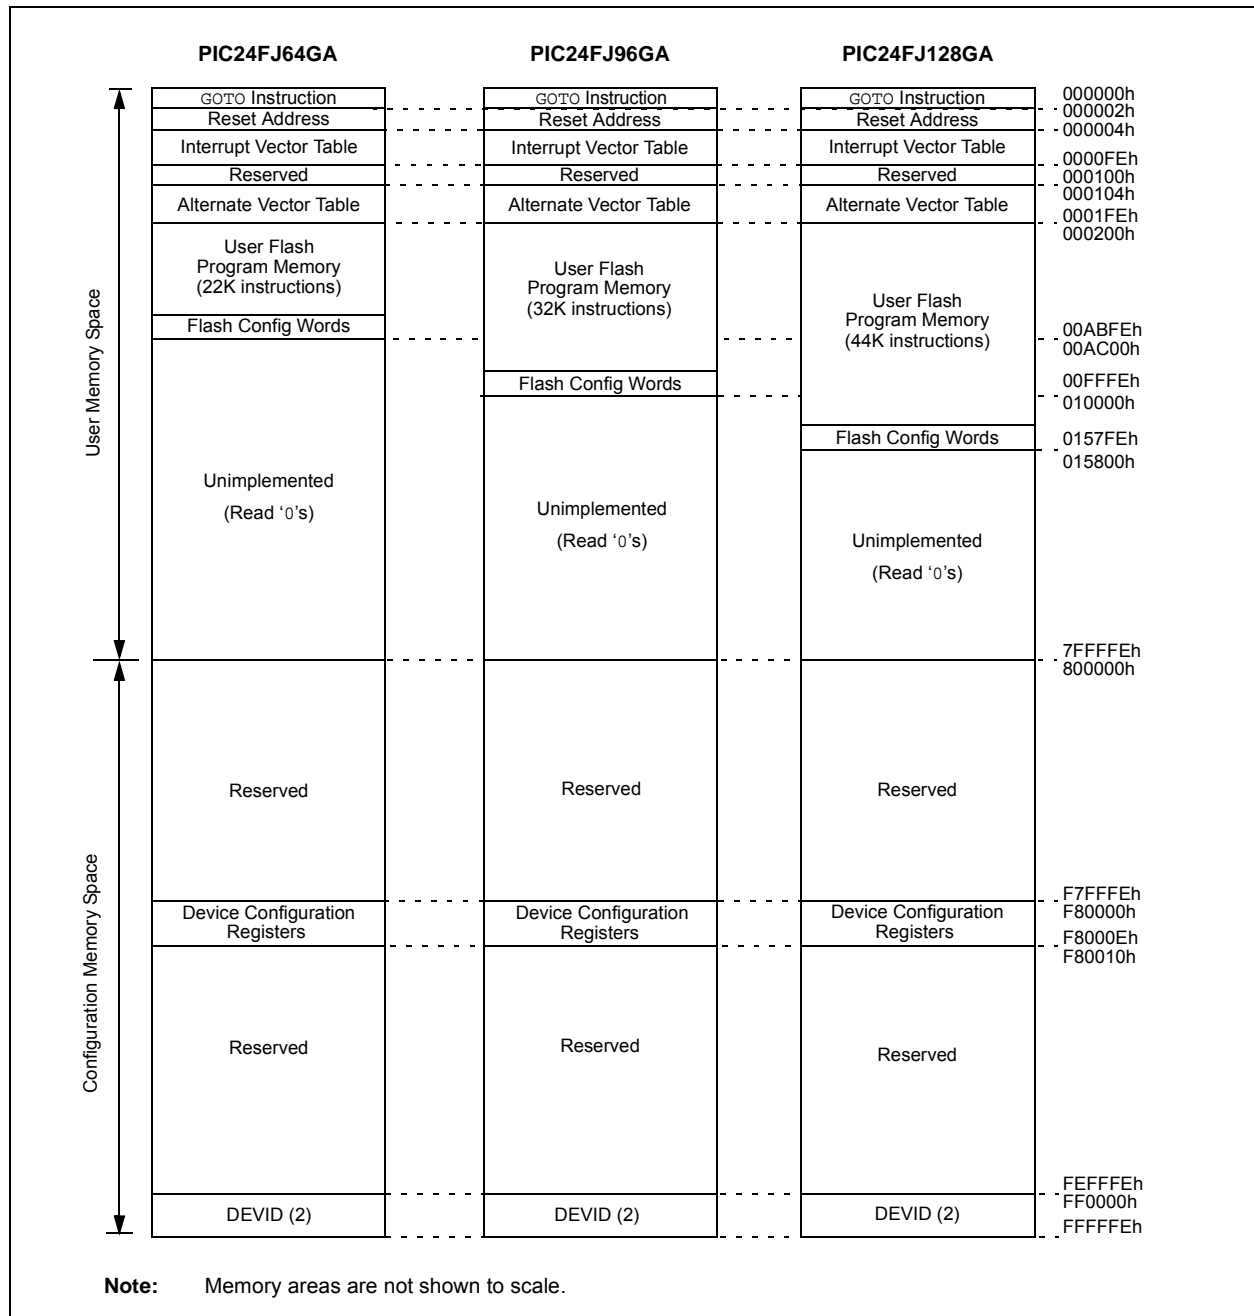 PIC24FJ64GA PIC24FJ96GA PIC24FJ128GA
GOTO Instruction GOTO Instruction GOTO Instruction 000000h
000002h
Reset Address Reset Address Reset Address
000004h
Interrupt Vector Table Interrupt Vector Table Interrupt Vector Table
0000FEh
Reserved Reserved Reserved 000100h
000104h
Alternate Vector Table Alternate Vector Table Alternate Vector Table
0001FEh
000200h
User Flash
Program Memory
(22K instructions)
User Flash
Program Memory
(32K instructions)
User Flash
Program Memory
(44K instructions)
Flash Config Words
00ABFEh
00AC00h
Flash Config Words
00FFFEh
010000h
Flash Config Words
0157FEh
015800h
User Memory Space
Unimplemented
(Read ‘0’s)
Unimplemented
(Read ‘0’s)
Unimplemented
(Read ‘0’s)
7FFFFEh
800000h
Configuration Memory Space
Reserved Reserved Reserved
F7FFFEh
F80000h
Device Configuration
Registers
Device Configuration
Registers
Device Configuration
Registers
F8000Eh
F80010h
Reserved Reserved Reserved
FEFFFEh
FF0000h
DEVID (2) DEVID (2) DEVID (2)
FFFFFEh
Note: Memory areas are not shown to scale.